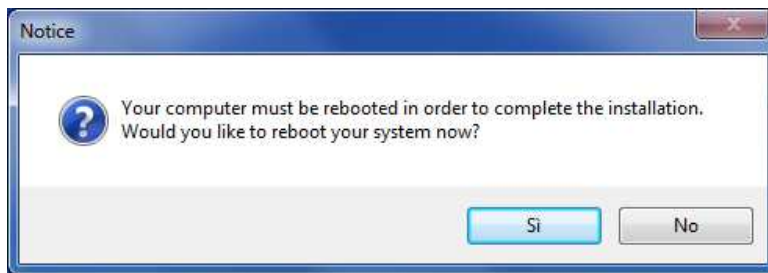 Notice
Your computer must be rebooted in order to complete the installation.
Would you like to reboot your system now?
Sì
No